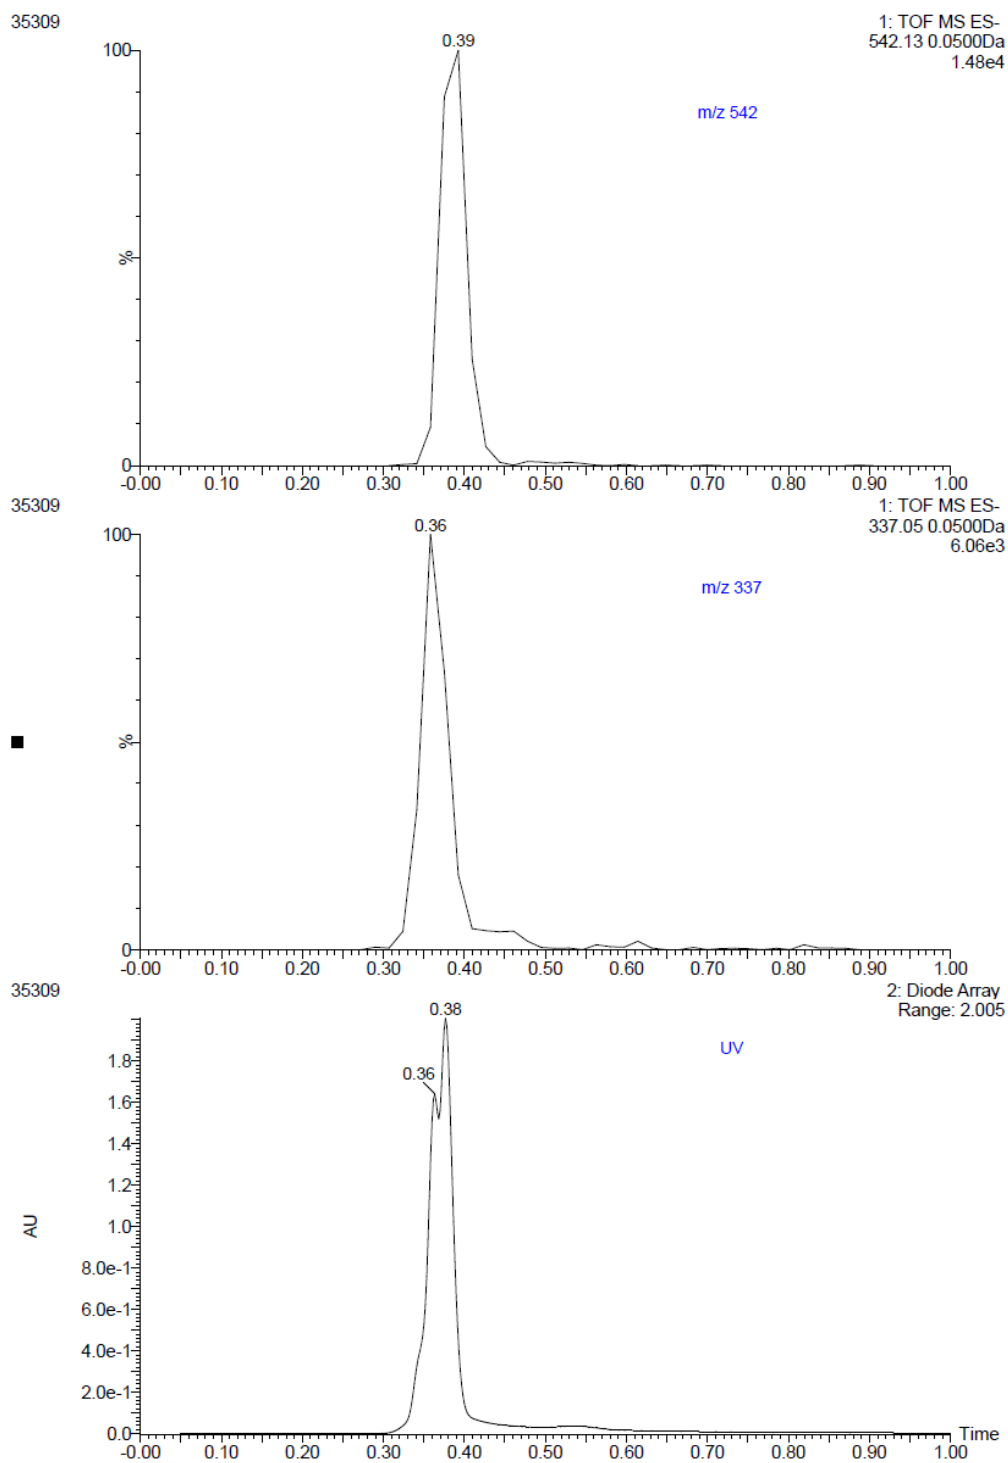 35309
1: TOF MS ES-
542.13 0.0500Da
1.48e4
0.39
100
m/z 542
%
0
-0.00 0.10 0.20 0.30 0.40 0.50 0.60 0.70 0.80 0.90 1.00
35309
1: TOF MS ES-
337.05 0.0500Da
6.06e3
0.36
100
m/z 337
%
0
-0.00 0.10 0.20 0.30 0.40 0.50 0.60 0.70 0.80 0.90 1.00
35309
2: Diode Array
Range: 2.005
0.38
UV
0.36
1.8
1.6
1.4
1.2
AU
1.0
8.0e-1
6.0e-1
4.0e-1
2.0e-1
0.0
Time
-0.00 0.10 0.20 0.30 0.40 0.50 0.60 0.70 0.80 0.90 1.00